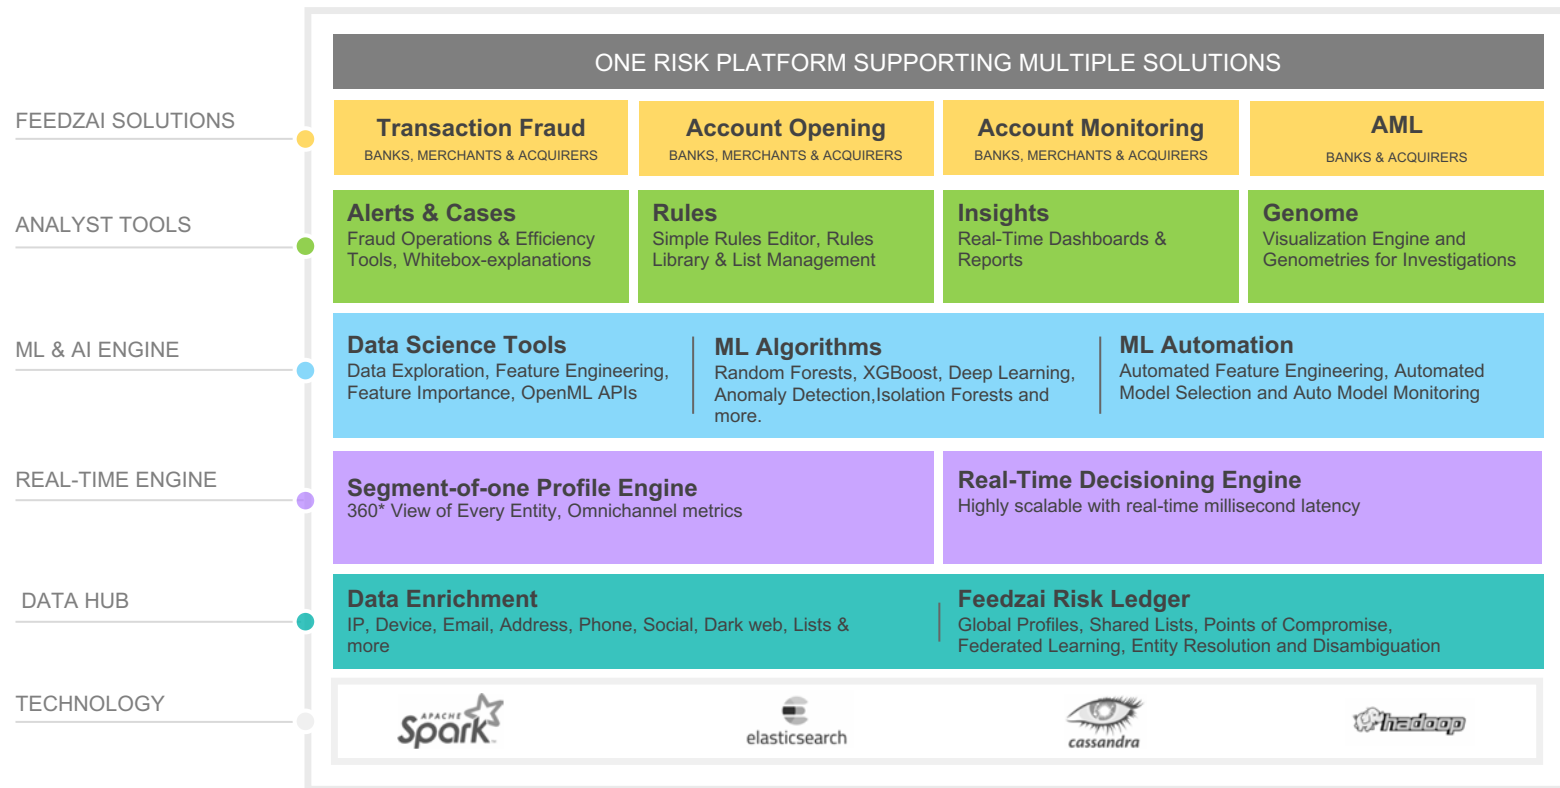 ONE RISK PLATFORM SUPPORTING MULTIPLE SOLUTIONS
FEEDZAI SOLUTIONS
Transaction Fraud
BANKS, MERCHANTS & ACQUIRERS
Account Opening
BANKS, MERCHANTS & ACQUIRERS
Account Monitoring
BANKS, MERCHANTS & ACQUIRERS
AML
BANKS & ACQUIRERS
ANALYST TOOLS
Alerts & Cases
Fraud Operations & Efficiency
Tools, Whitebox-explanations
Rules
Simple Rules Editor, Rules
Library & List Management
Insights
Real-Time Dashboards &
Reports
Genome
Visualization Engine and
Genometries for Investigations
ML & AI ENGINE
Data Science Tools
Data Exploration, Feature Engineering,
Feature Importance, OpenML APIs
ML Algorithms
Random Forests, XGBoost, Deep Learning,
Anomaly Detection,Isolation Forests and
more.
ML Automation
Automated Feature Engineering, Automated
Model Selection and Auto Model Monitoring
REAL-TIME ENGINE
Segment-of-one Profile Engine
360* View of Every Entity, Omnichannel metrics
Real-Time Decisioning Engine
Highly scalable with real-time millisecond latency
DATA HUB
Data Enrichment
IP, Device, Email, Address, Phone, Social, Dark web, Lists &
more
Feedzai Risk Ledger
Global Profiles, Shared Lists, Points of Compromise,
Federated Learning, Entity Resolution and Disambiguation
TECHNOLOGY
APACHE
Spark
elasticsearch
cassandra
hadoop